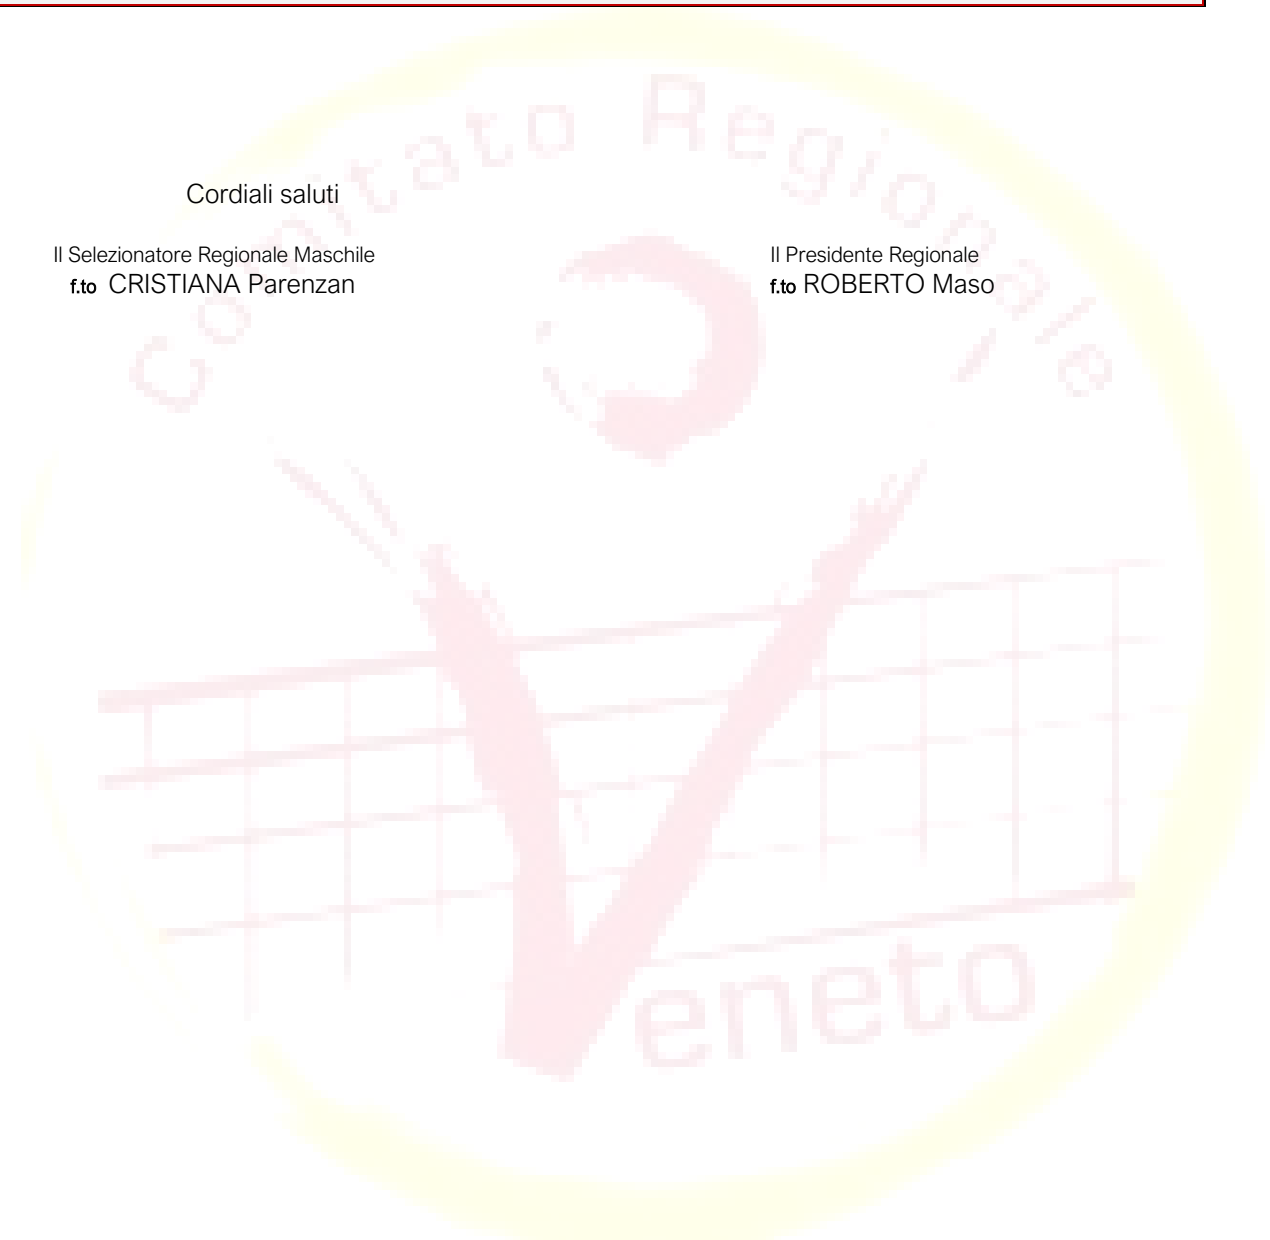 Comitato Regionale
Cordiali saluti
Il Selezionatore Regionale Maschile
f.to CRISTIANA Parenzan
Il Presidente Regionale
f.to ROBERTO Maso
Veneto